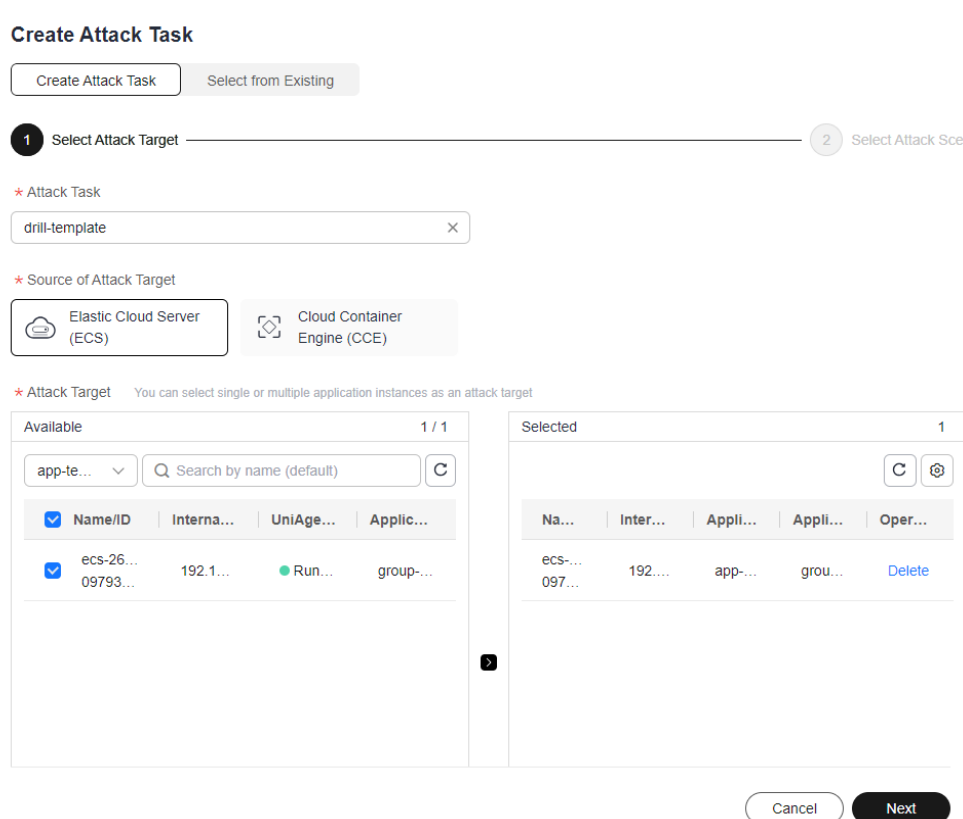 Create Attack Task
Create Attack Task Select from Existing
1 Select Attack Target 2 Select Attack Sce
* Attack Task
drill-template
* Source of Attack Target
Elastic Cloud Server
(ECS)
Cloud Container
Engine (CCE)
* Attack Target You can select single or multiple application instances as an attack target
Available 1 / 1
app-te... Search by name (default)
Name/ID Interna... UniAge... Applic...
ecs-26...
09793...
192.1... Run... group-...
Selected 1
Na... Inter... Appli... Appli... Oper...
ecs-...
097...
192.... app-... grou... Delete
Cancel Next